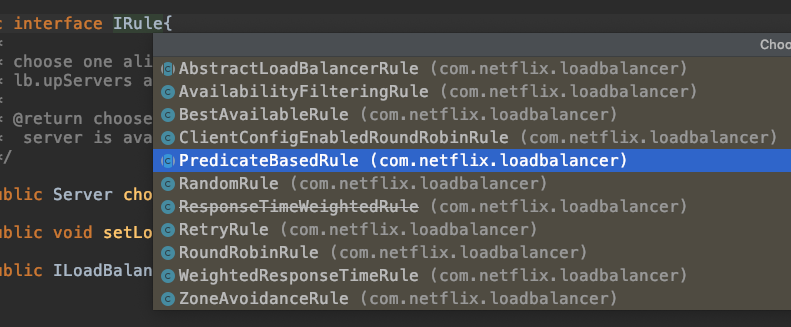 c interface IRule{
Choo
*
* choose one ali
AbstractLoadBalancerRule (com.netflix.loadbalancer)
* lb.upServers a
AvailabilityFilteringRule (com.netflix.loadbalancer)
*
BestAvailableRule (com.netflix.loadbalancer)
* @return choose
ClientConfigEnabledRoundRobinRule (com.netflix.loadbalancer)
* server is ava
PredicateBasedRule (com.netflix.loadbalancer)
*/
RandomRule (com.netflix.loadbalancer)
public Server cho
ResponseTimeWeightedRule (com.netflix.loadbalancer)
RetryRule (com.netflix.loadbalancer)
public void setLo
RoundRobinRule (com.netflix.loadbalancer)
public ILoadBalan
WeightedResponseTimeRule (com.netflix.loadbalancer)
ZoneAvoidanceRule (com.netflix.loadbalancer)